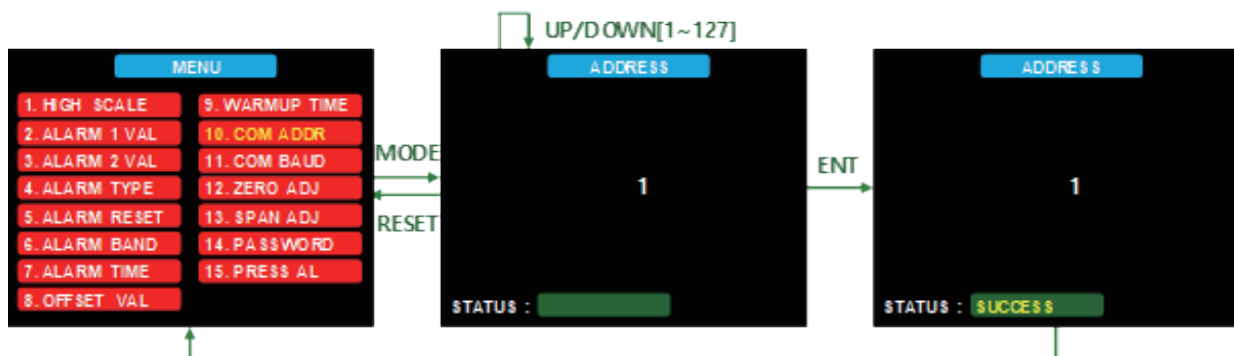 UP/DOWN[1~127]
MENU
1. HIGH SCALE
2. ALARM 1 VAL
3. ALARM 2 VAL
4. ALARM TYPE
5. ALARM RESET
6. ALARM BAND
7. ALARM TIME
8. OFFSET VAL
9. WARMUP TIME
10. COM ADDR
11. COM BAUD
12. ZERO ADJ
13. SPAN ADJ
14. PASSWORD
15. PRESS AL
MODE
RESET
ADDRESS
1
STATUS :
ENT
ADDRESS
1
STATUS : SUCCESS